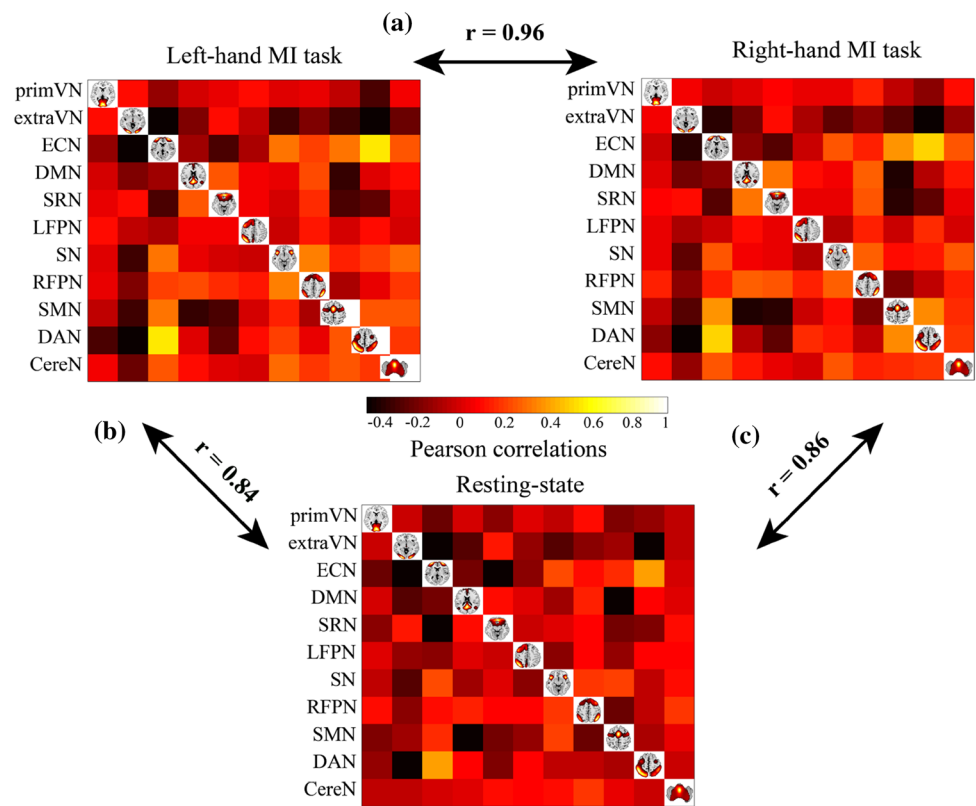 (a)
r = 0.96
Left-hand MI task
Right-hand MI task
primVN
extraVN
ECN
DMN
SRN
LFPN
SN
RFPN
SMN
DAN
CereN
primVN
extraVN
ECN
DMN
SRN
LFPN
SN
RFPN
SMN
DAN
CereN
-0.4 -0.2 0 0.2 0.4 0.6 0.8 1
Pearson correlations
(b)
r = 0.84
(c)
r = 0.86
Resting-state
primVN
extraVN
ECN
DMN
SRN
LFPN
SN
RFPN
SMN
DAN
CereN